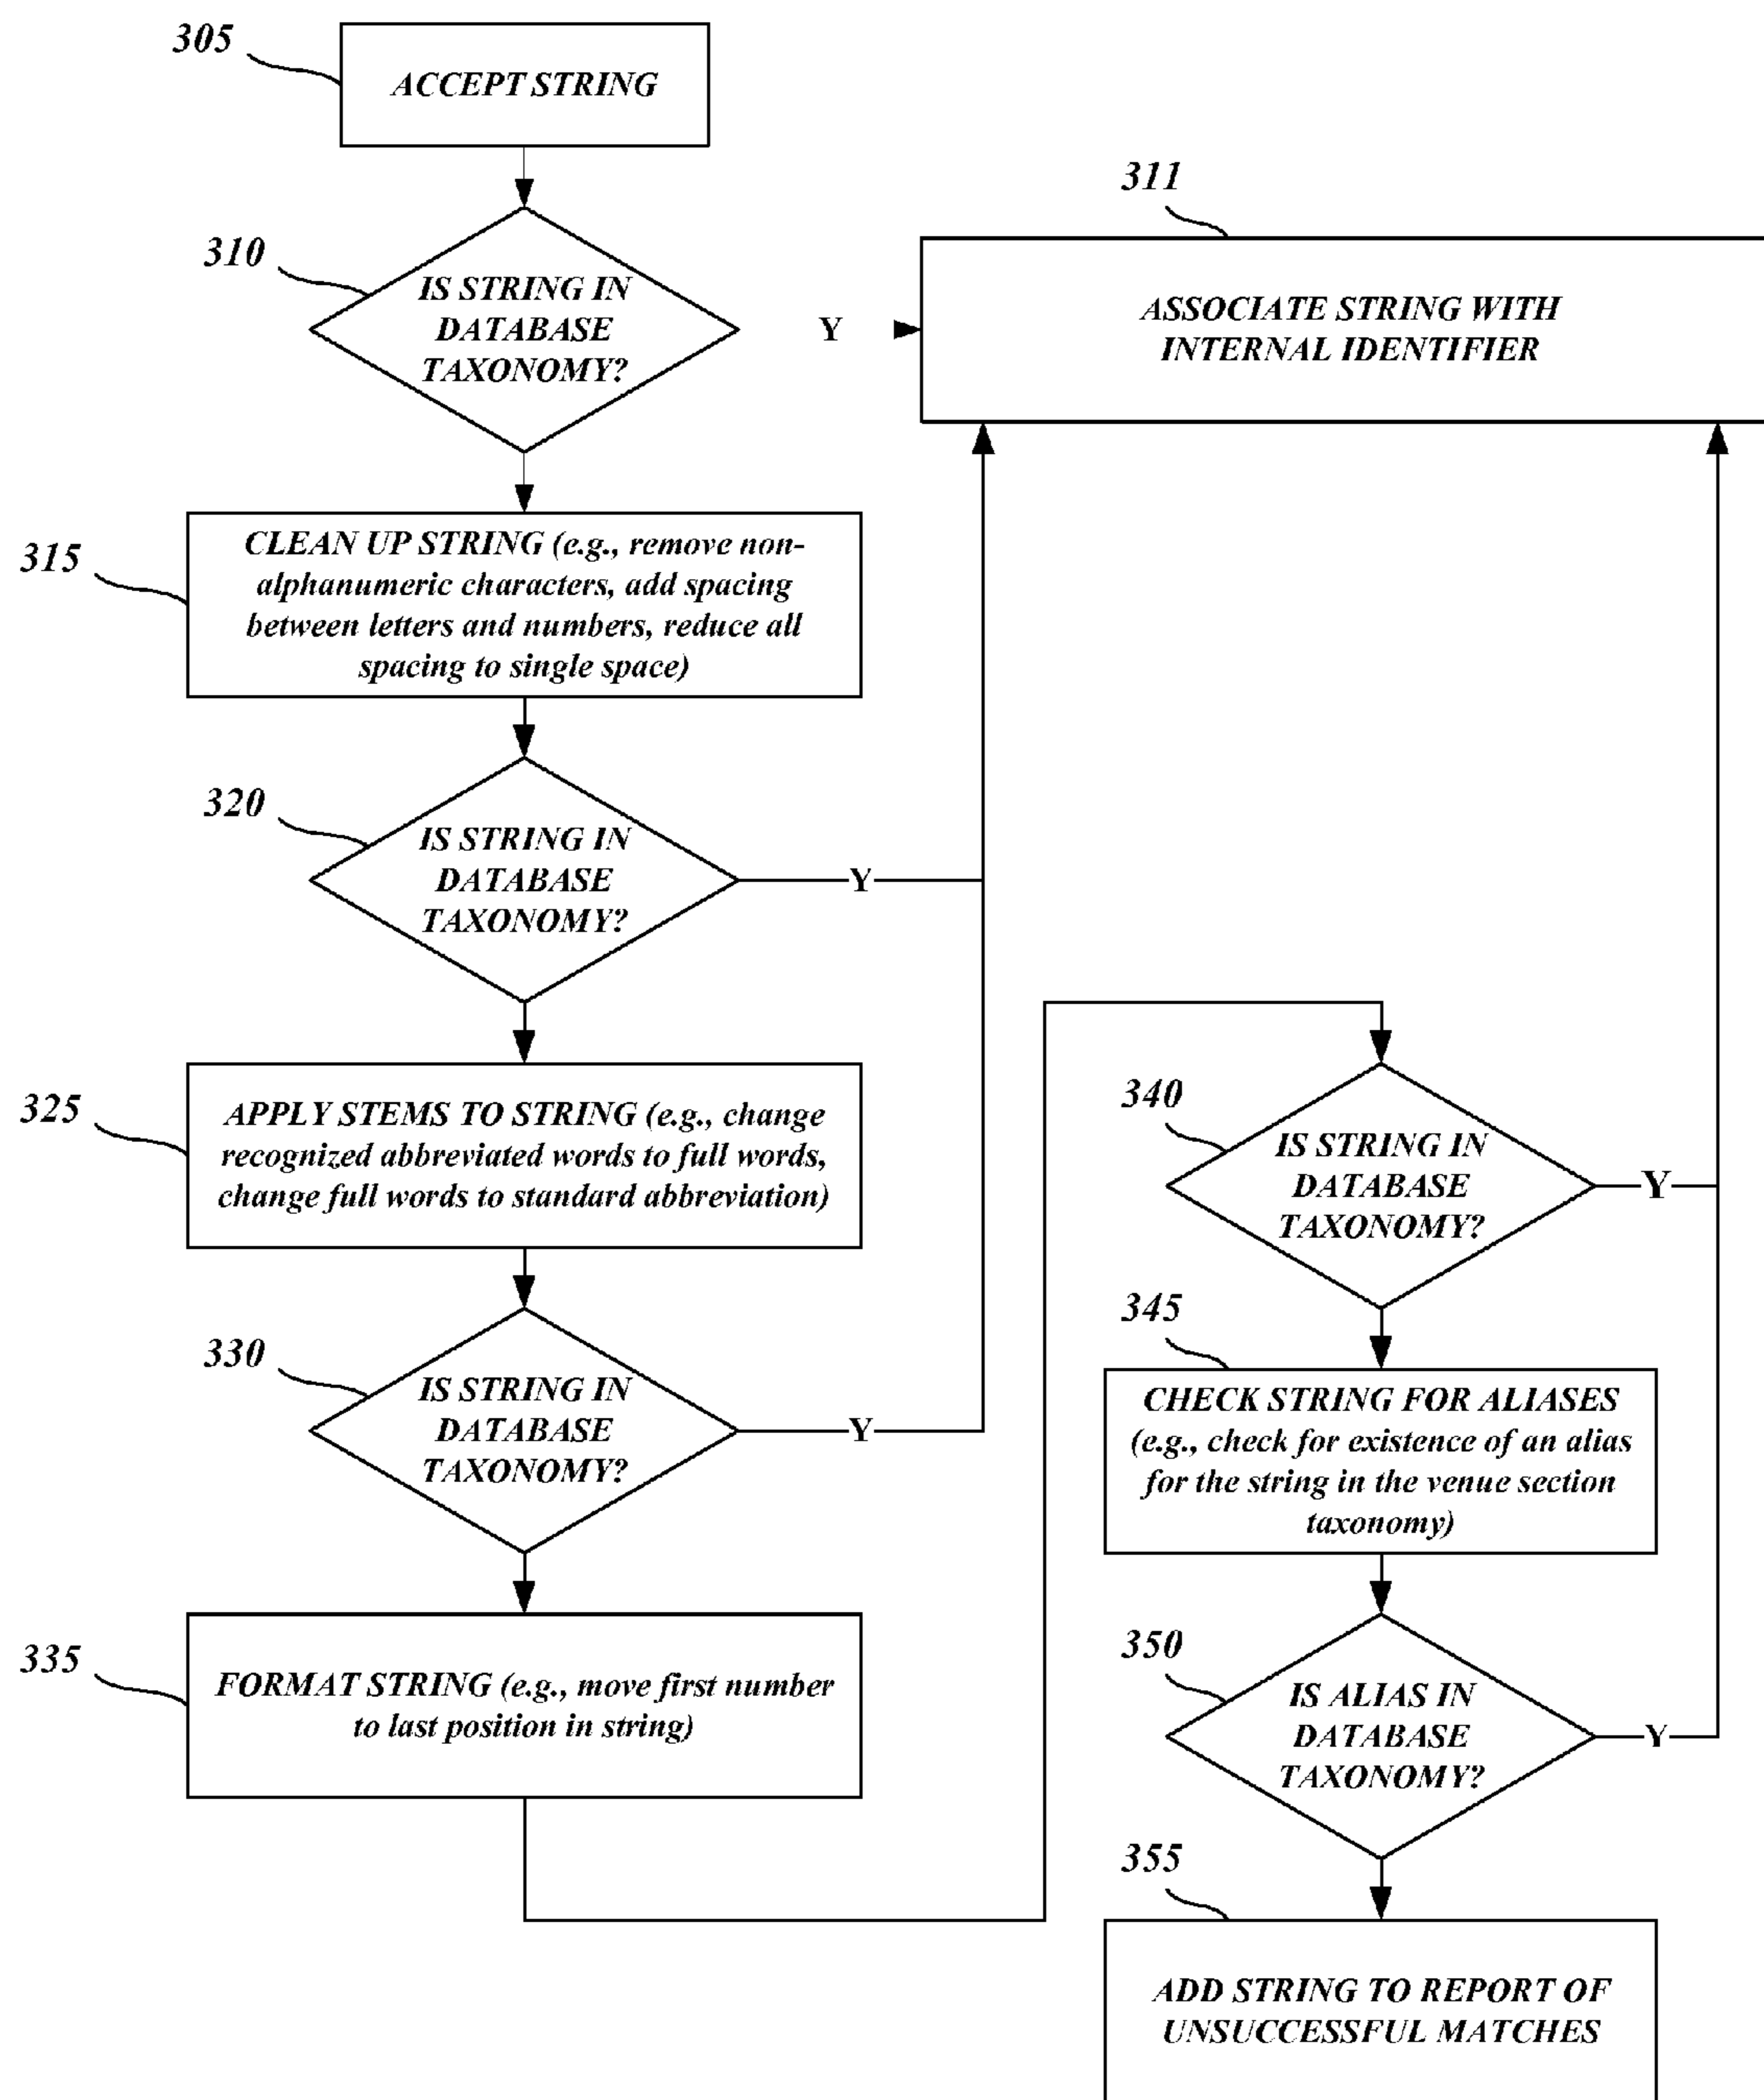 305
ACCEPT STRING
310
IS STRING IN
DATABASE
TAXONOMY?
Y
311
ASSOCIATE STRING WITH
INTERNAL IDENTIFIER
315
CLEAN UP STRING (e.g., remove non-
alphanumeric characters, add spacing
between letters and numbers, reduce all
spacing to single space)
320
IS STRING IN
DATABASE
TAXONOMY?
Y
325
APPLY STEMS TO STRING (e.g., change
recognized abbreviated words to full words,
change full words to standard abbreviation)
330
IS STRING IN
DATABASE
TAXONOMY?
Y
335
FORMAT STRING (e.g., move first number
to last position in string)
340
IS STRING IN
DATABASE
TAXONOMY?
Y
345
CHECK STRING FOR ALIASES
(e.g., check for existence of an alias
for the string in the venue section
taxonomy)
350
IS ALIAS IN
DATABASE
TAXONOMY?
Y
355
ADD STRING TO REPORT OF
UNSUCCESSFUL MATCHES